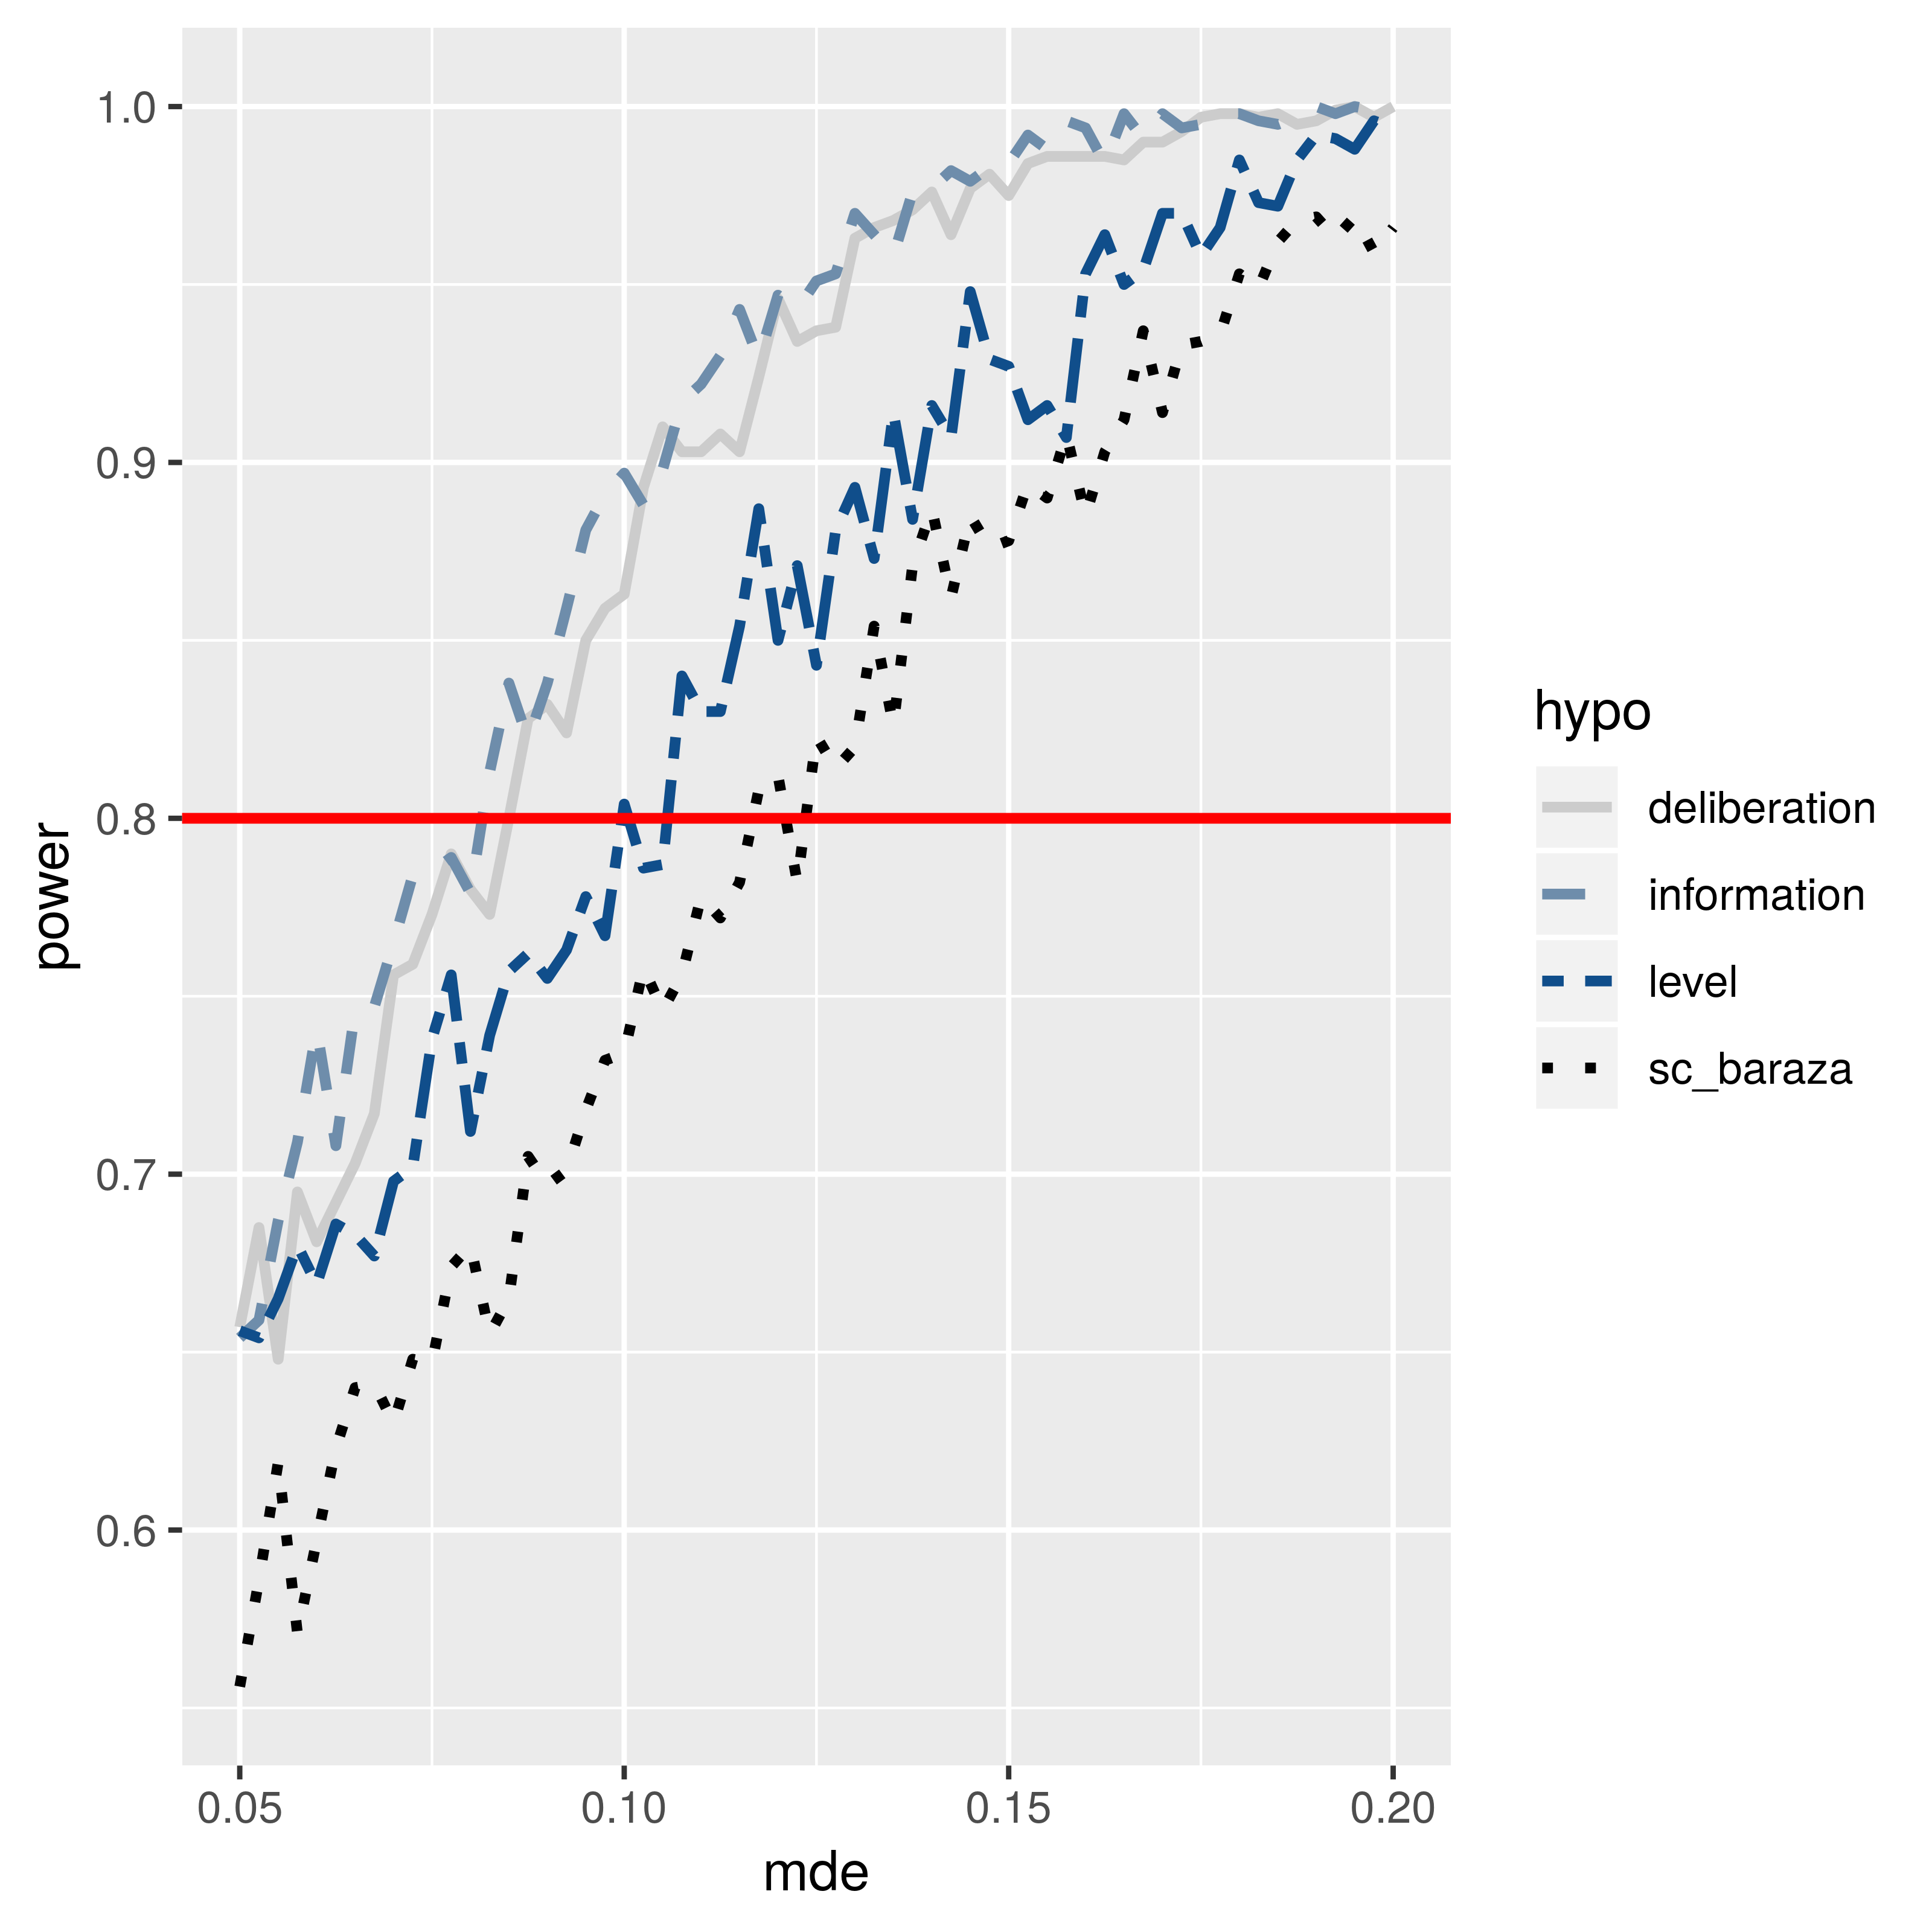 1.0
0.9
0.8
0.7
0.6
power
0.05 0.10 0.15 0.20
mde
hypo
deliberation
information
level
sc_baraza